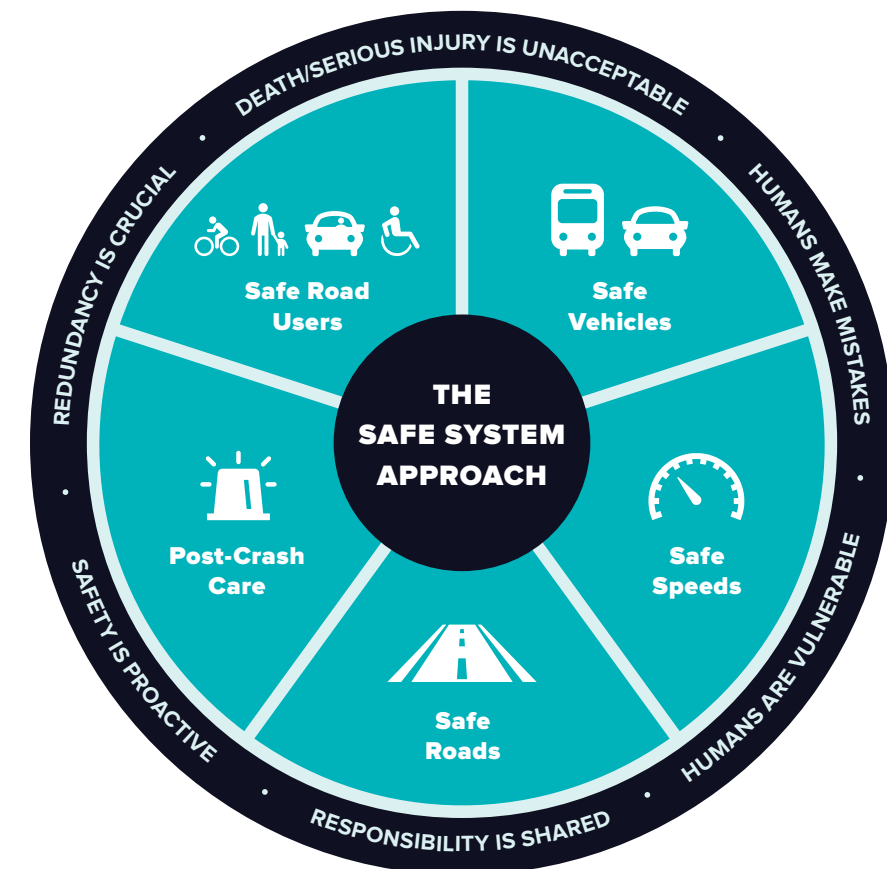 DEATH/SERIOUS INJURY IS UNACCEPTABLE
HUMANS MAKE MISTAKES
HUMANS ARE VULNERABLE
RESPONSIBILITY IS SHARED
SAFETY IS PROACTIVE
REDUNDANCY IS CRUCIAL
Safe Road
Users
Safe
Vehicles
THE
SAFE SYSTEM
APPROACH
Post-Crash
Care
Safe
Speeds
Safe
Roads